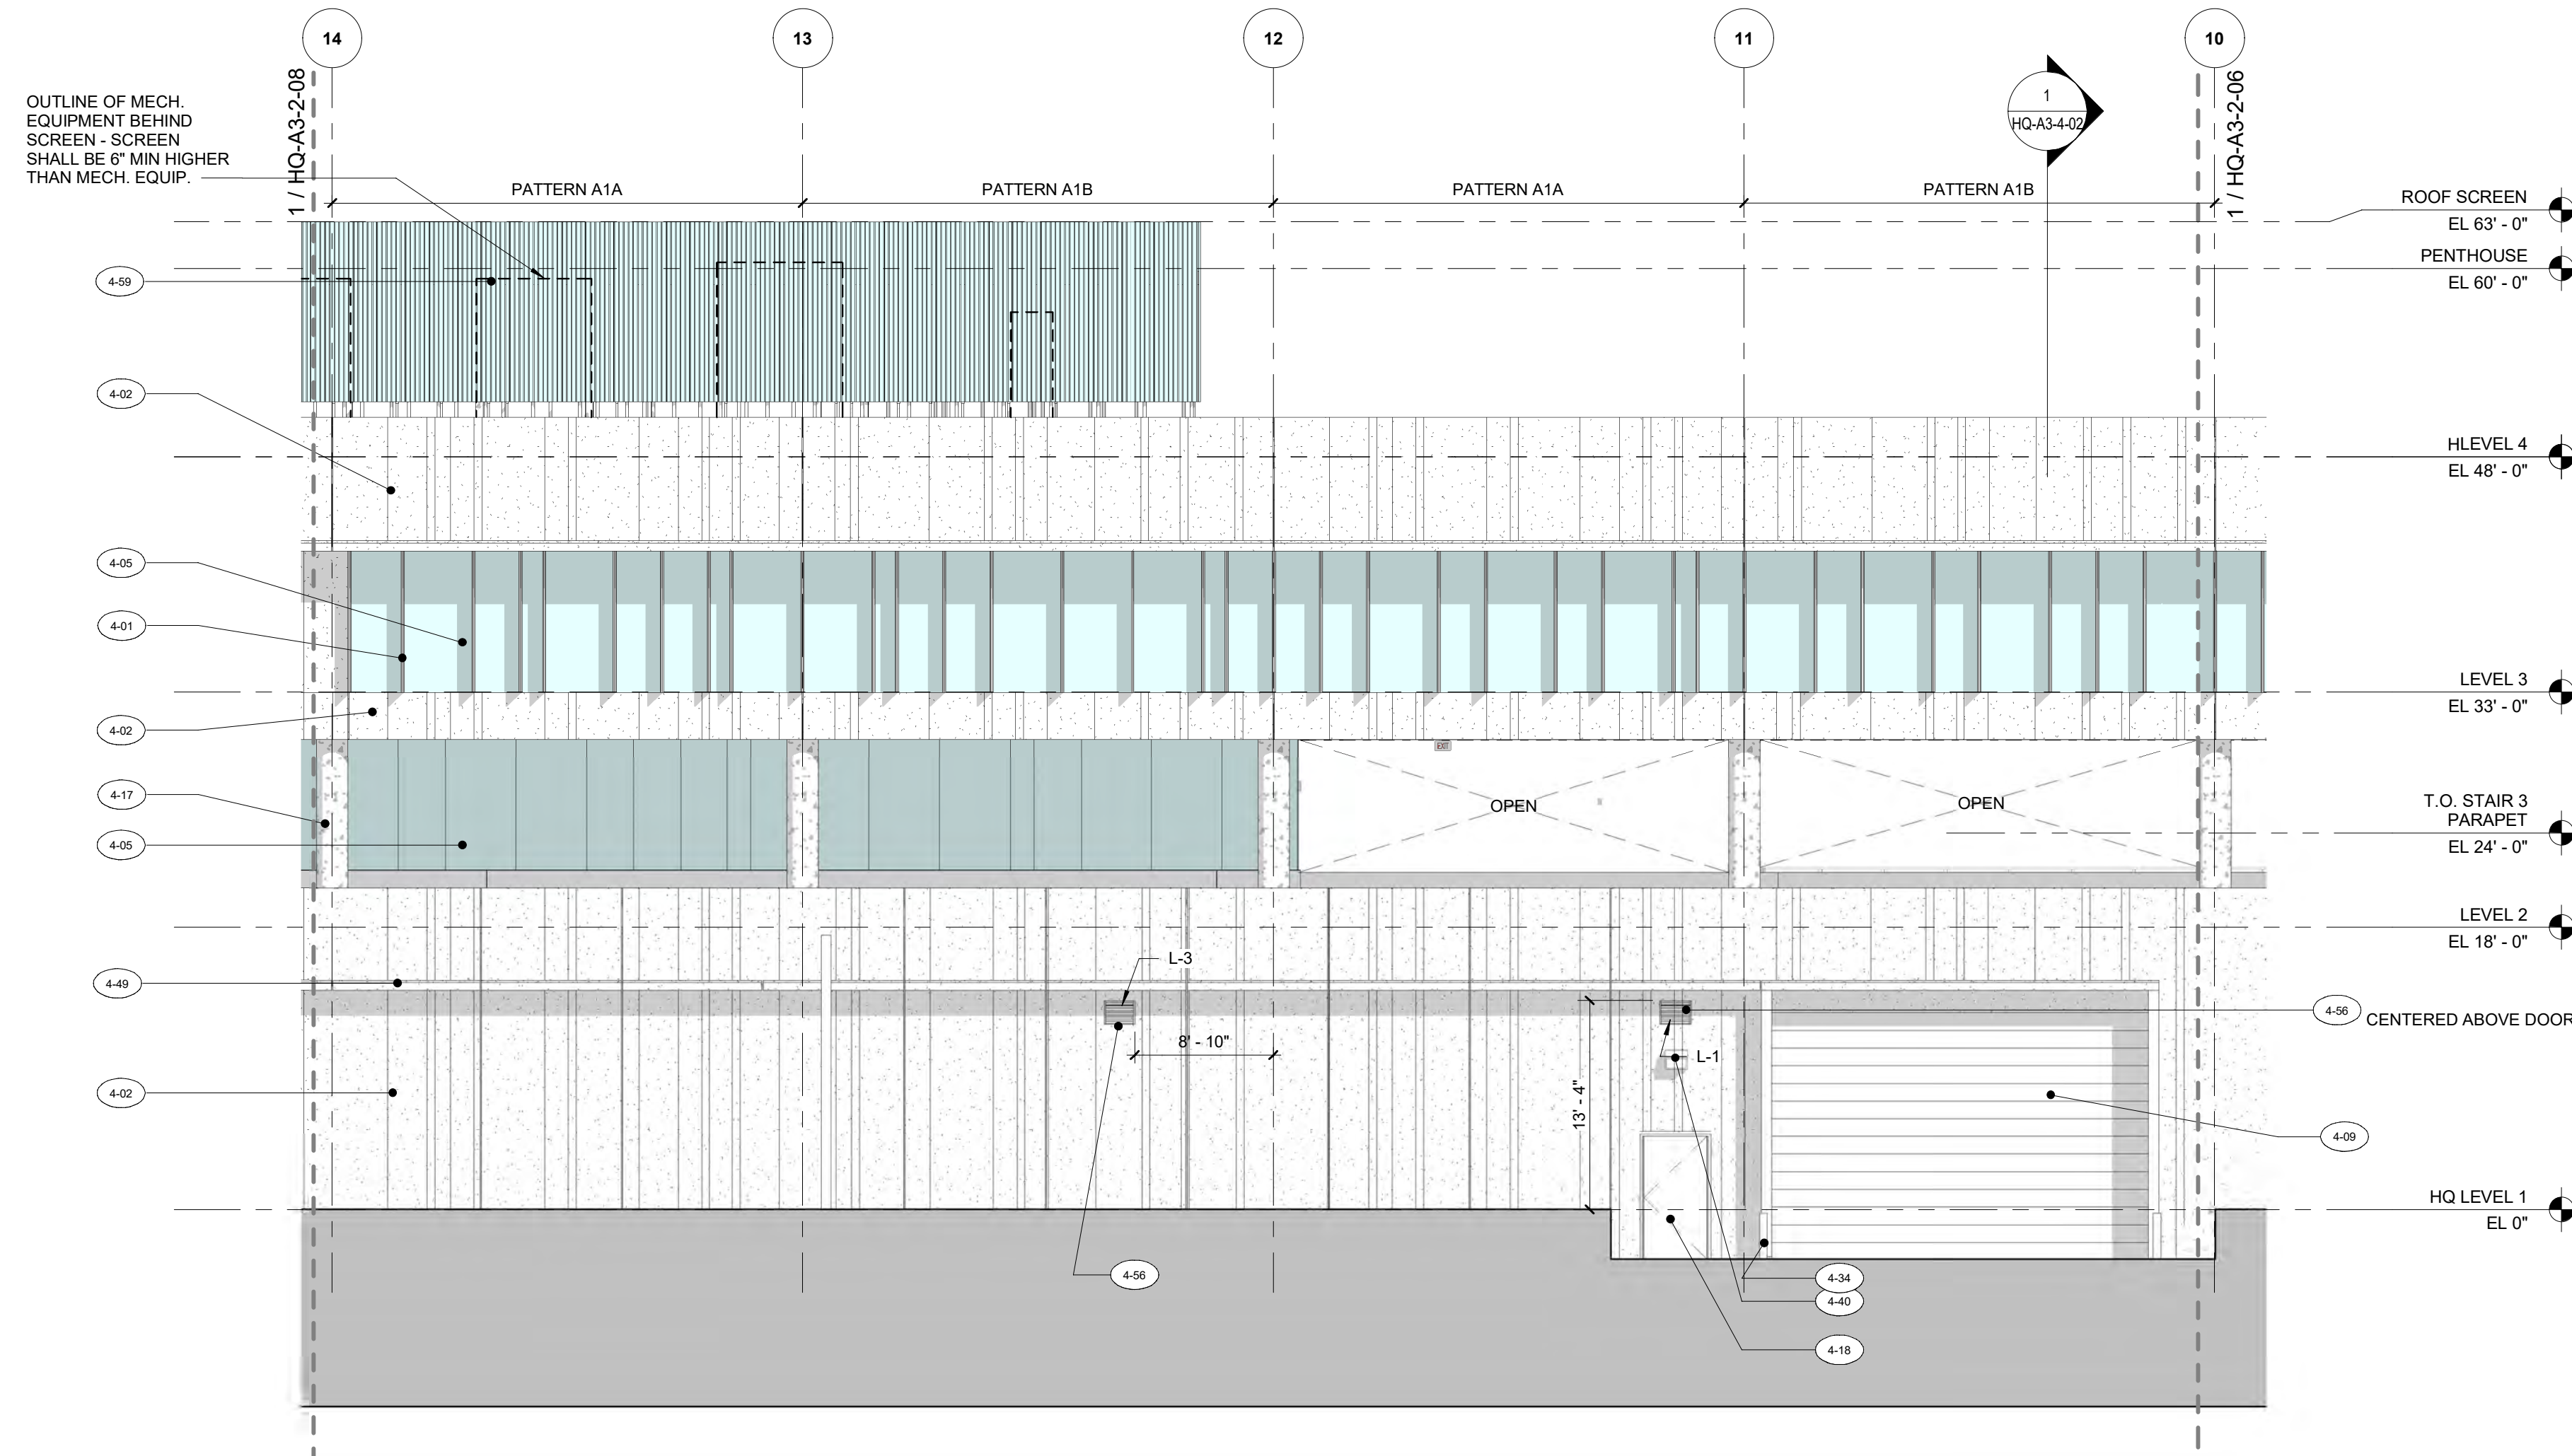 14
13
12
11
10
1 / HQ-A3-2-08
1 / HQ-A3-2-06
1
HQ-A3-4-02
OUTLINE OF MECH.
EQUIPMENT BEHIND
SCREEN - SCREEN
SHALL BE 6" MIN HIGHER
THAN MECH. EQUIP.
PATTERN A1A
PATTERN A1B
PATTERN A1A
PATTERN A1B
ROOF SCREEN
EL 63' - 0"
PENTHOUSE
EL 60' - 0"
4-59
4-02
HLEVEL 4
EL 48' - 0"
4-05
4-01
LEVEL 3
EL 33' - 0"
4-02
EXIT
4-17
OPEN
OPEN
T.O. STAIR 3
PARAPET
EL 24' - 0"
4-05
LEVEL 2
EL 18' - 0"
L-3
4-49
4-56
CENTERED ABOVE DOOR
8' - 10"
L-1
4-02
13' - 4"
4-09
HQ LEVEL 1
EL 0"
4-56
4-34
4-40
4-18